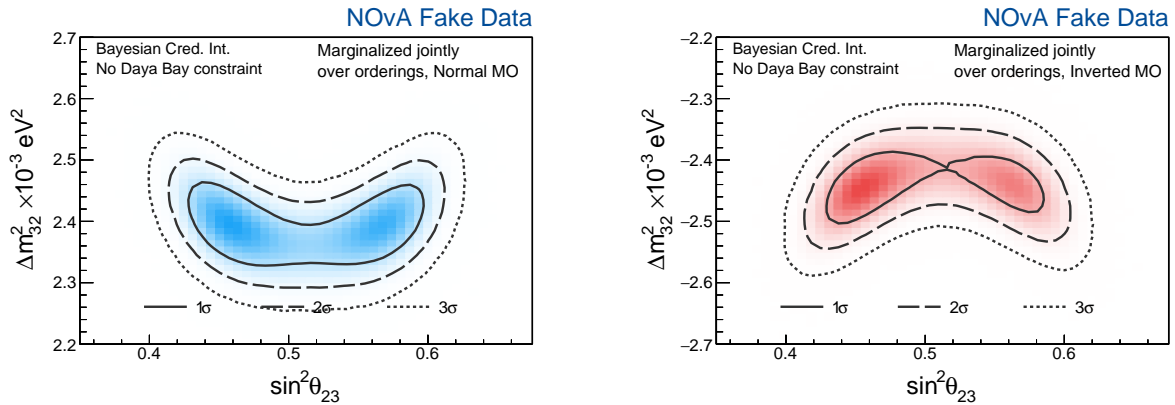 NOvA Fake Data
Bayesian Cred. Int.
No Daya Bay constraint
Marginalized jointly
over orderings, Normal MO
2.7
2.6
2.5
2.4
2.3
2.2
Δm²₃₂ ×10⁻³ eV²
1σ
2σ
3σ
0.4
0.5
0.6
sin²θ₂₃
NOvA Fake Data
Bayesian Cred. Int.
No Daya Bay constraint
Marginalized jointly
over orderings, Inverted MO
−2.2
−2.3
−2.4
−2.5
−2.6
−2.7
Δm²₃₂ ×10⁻³ eV²
1σ
2σ
3σ
0.4
0.5
0.6
sin²θ₂₃